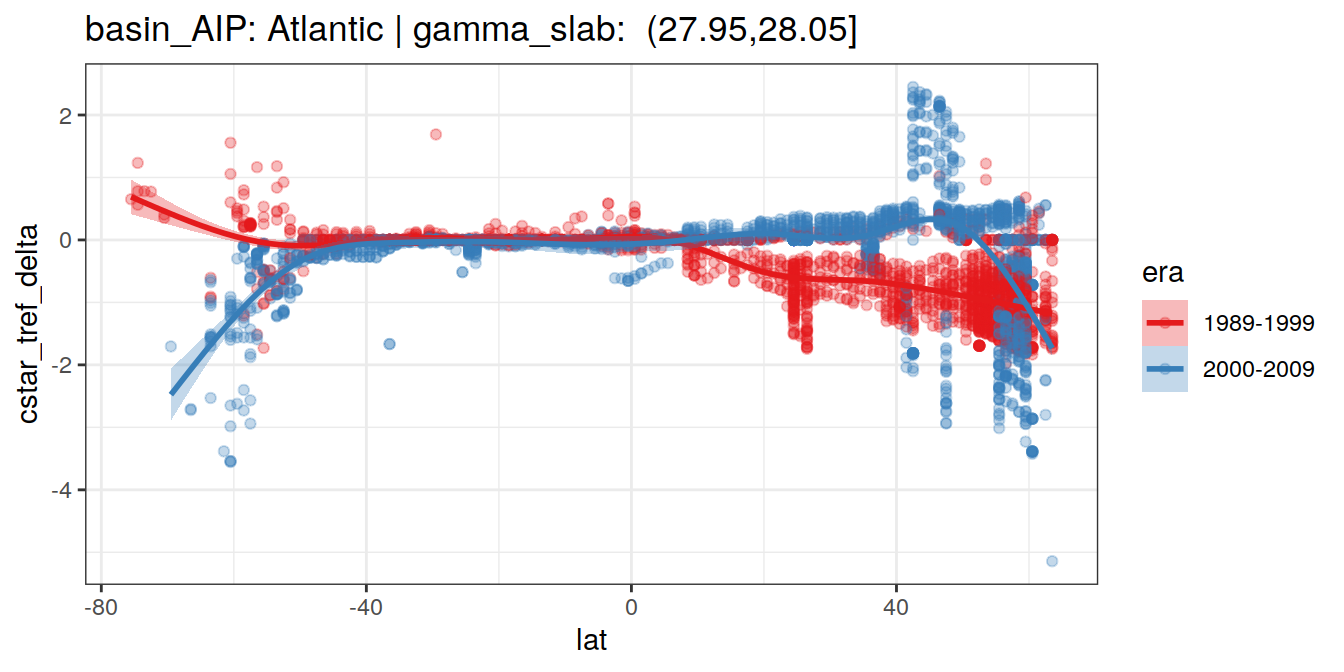 basin_AIP: Atlantic | gamma_slab:  (27.95,28.05]
cstar_tref_delta
2
0
-2
-4
-80
-40
0
40
lat
era
1989-1999
2000-2009